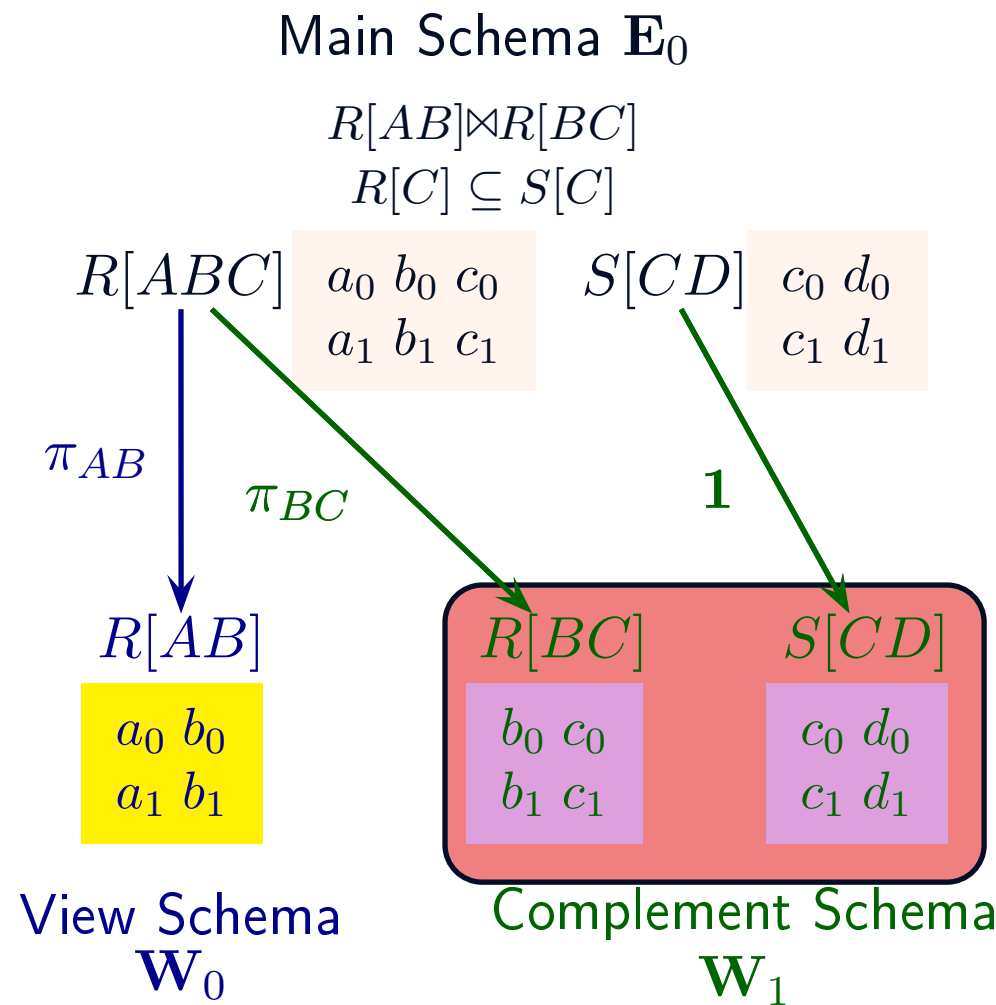 Main Schema E₀
R[AB]⋈R[BC]
R[C] ⊆ S[C]
R[ABC] a₀ b₀ c₀ S[CD] c₀ d₀
a₁ b₁ c₁ c₁ d₁
π_AB
π_BC
1
R[AB] R[BC] S[CD]
a₀ b₀ b₀ c₀ c₀ d₀
a₁ b₁ b₁ c₁ c₁ d₁
View Schema
W₀
Complement Schema
W₁